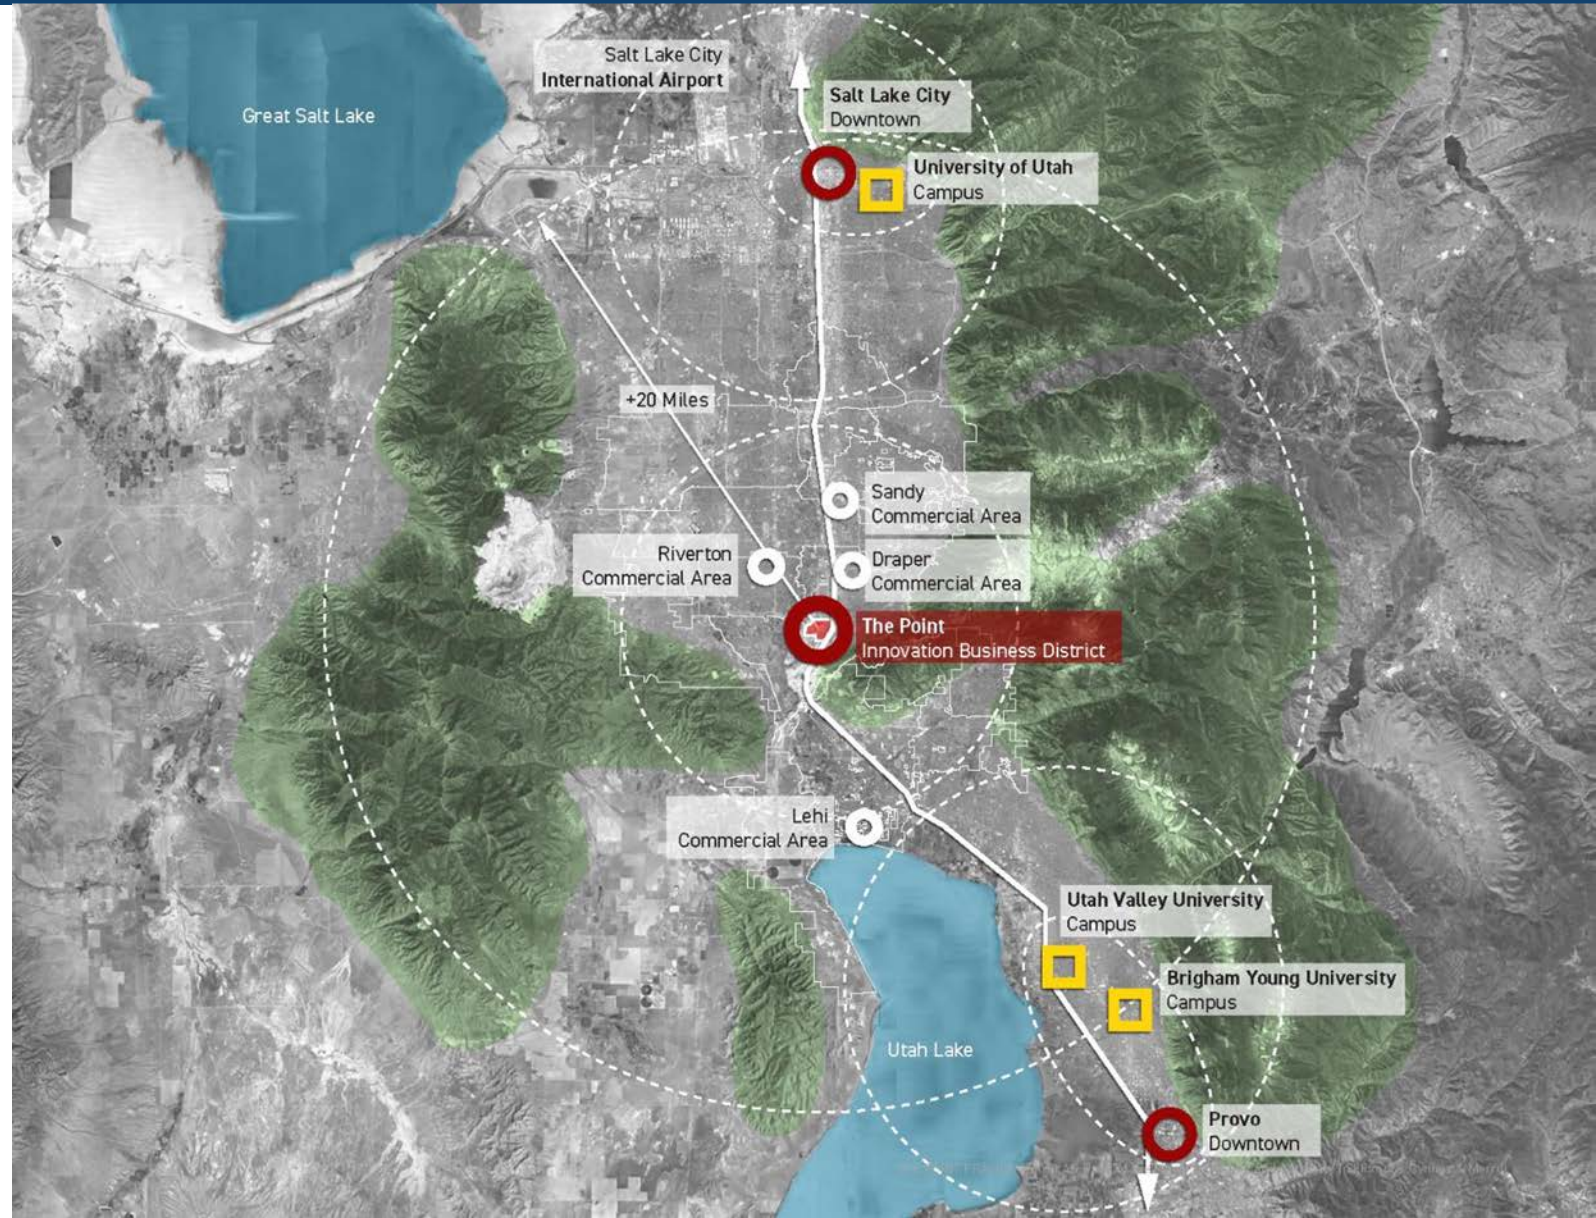 Salt Lake City
International Airport
Great Salt Lake
Salt Lake City
Downtown
University of Utah
Campus
+20 Miles
Sandy
Commercial Area
Riverton
Commercial Area
Draper
Commercial Area
The Point
Innovation Business District
Lehi
Commercial Area
Utah Valley University
Campus
Brigham Young University
Campus
Utah Lake
Provo
Downtown